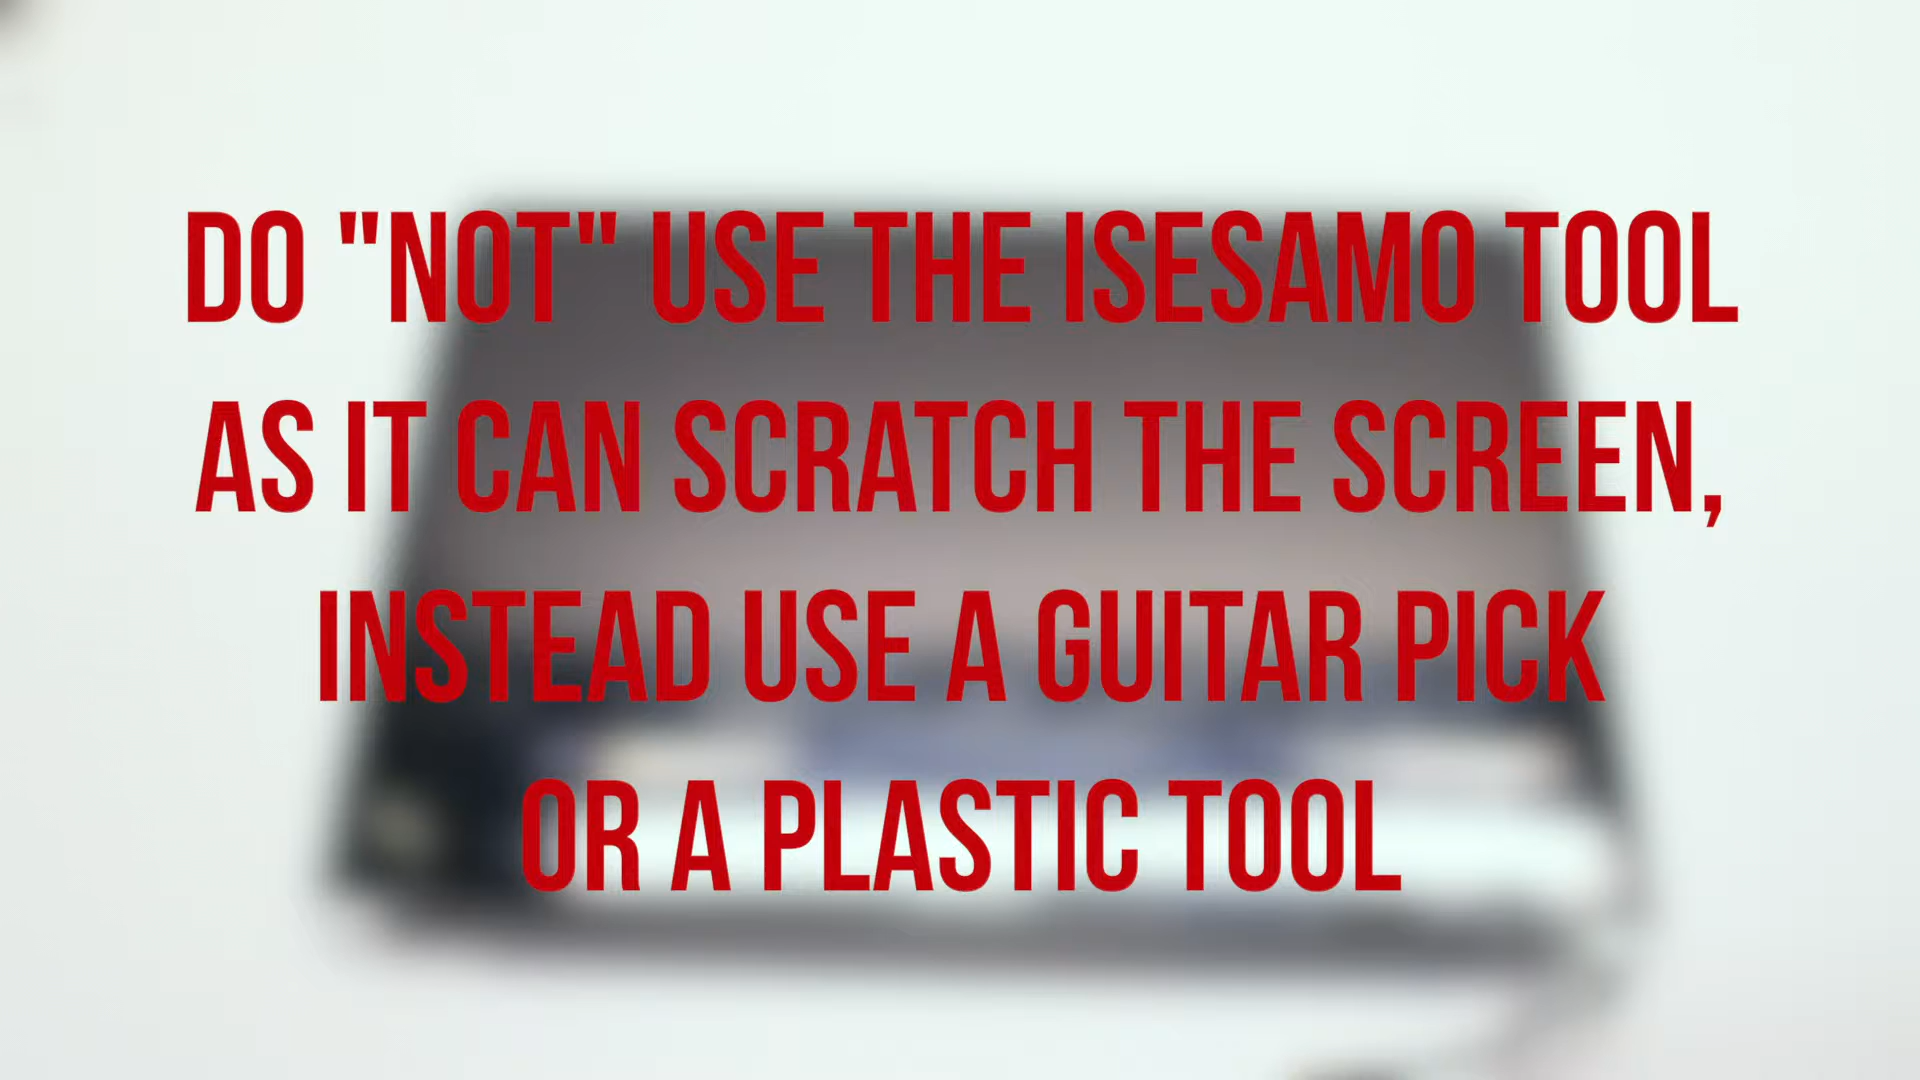 DO "NOT" USE THE ISESAMO TOOL
AS IT CAN SCRATCH THE SCREEN,
INSTEAD USE A GUITAR PICK
OR A PLASTIC TOOL